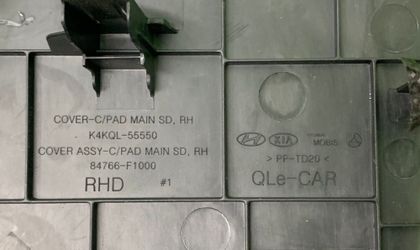 COVER-C/PAD MAIN SD, RH
K4KQL-55550
COVER ASSY-C/PAD MAIN SD, RH
84766-F1000
RHD #1
KIA
MOBIS
> PP-TD20 <
QLe-CAR